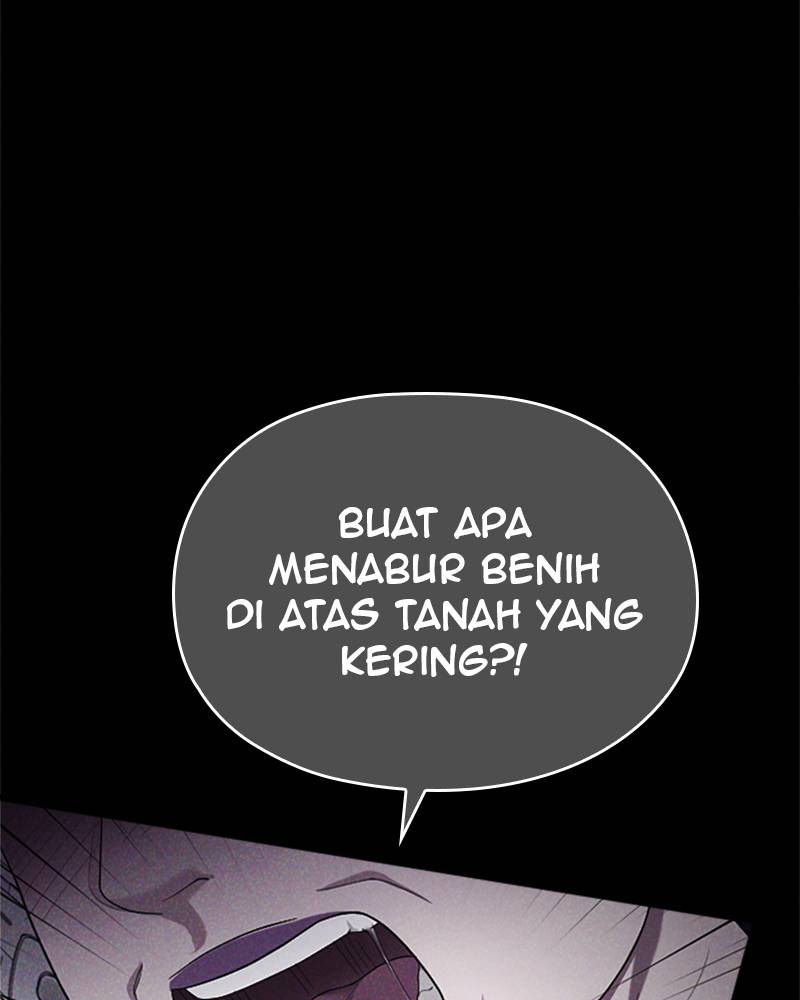 BUAT APA
MENABUR BENIH
DI ATAS TANAH YANG
KERING?!